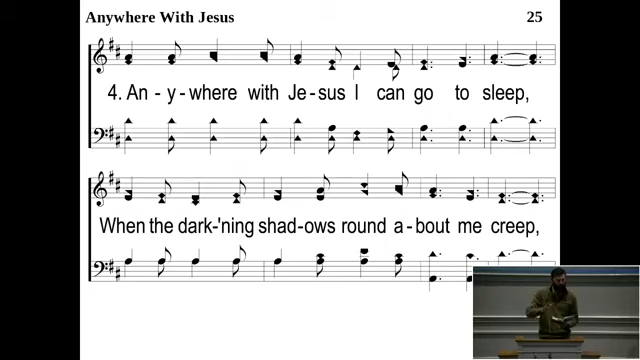 Anywhere With Jesus 25
4. An - y - where with Je - sus I can go to sleep,
When the dark-'ning shad-ows round a - bout me creep,